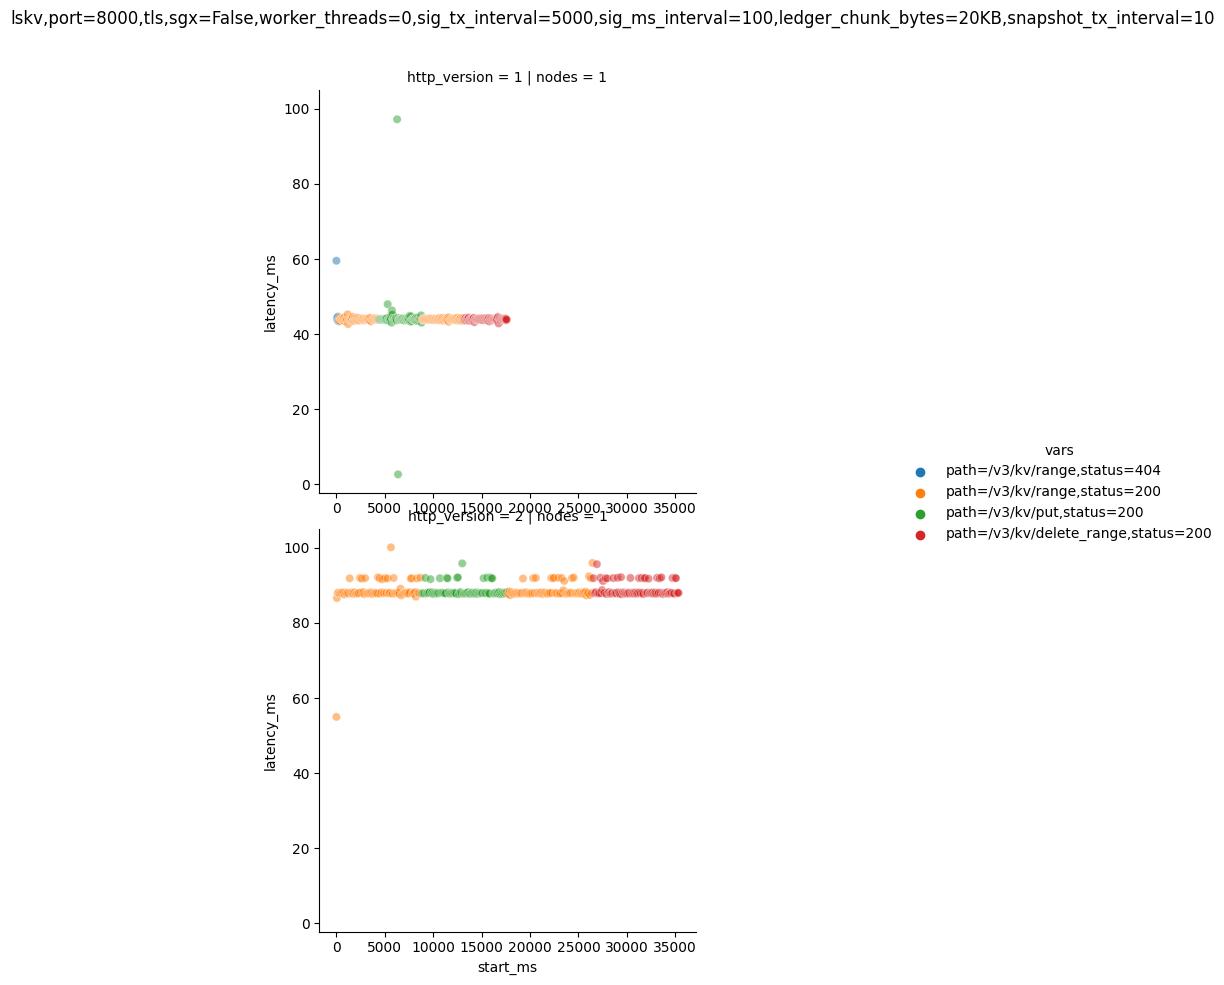 lskv,port=8000,tls,sgx=False,worker_threads=0,sig_tx_interval=5000,sig_ms_interval=100,ledger_chunk_bytes=20KB,snapshot_tx_interval=10
http_version = 1 | nodes = 1
100
80
60
40
20
0
latency_ms
0 5000 10000 15000 20000 25000 30000 35000
http_version = 2 | nodes = 1
100
80
60
40
20
0
latency_ms
0 5000 10000 15000 20000 25000 30000 35000
start_ms
vars
path=/v3/kv/range,status=404
path=/v3/kv/range,status=200
path=/v3/kv/put,status=200
path=/v3/kv/delete_range,status=200